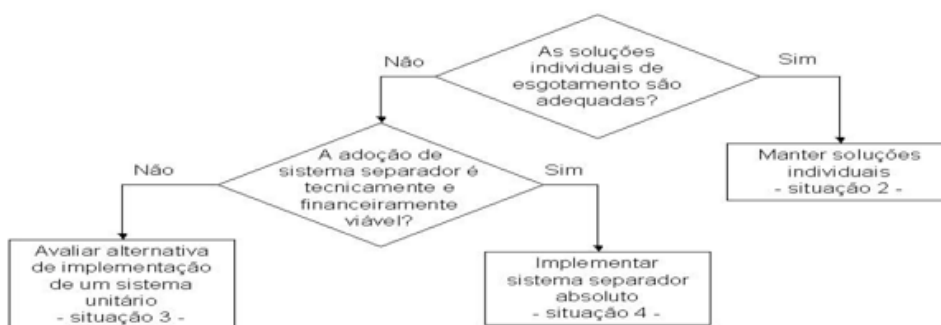 As soluções
individuais de
esgotamento são
adequadas?
Não
Sim
A adoção de
sistema separador é
tecnicamente e
financeiramente
viável?
Manter soluções
individuais
- situação 2 -
Não
Sim
Avaliar alternativa
de implementação
de um sistema
unitário
- situação 3 -
Implementar
sistema separador
absoluto
- situação 4 -